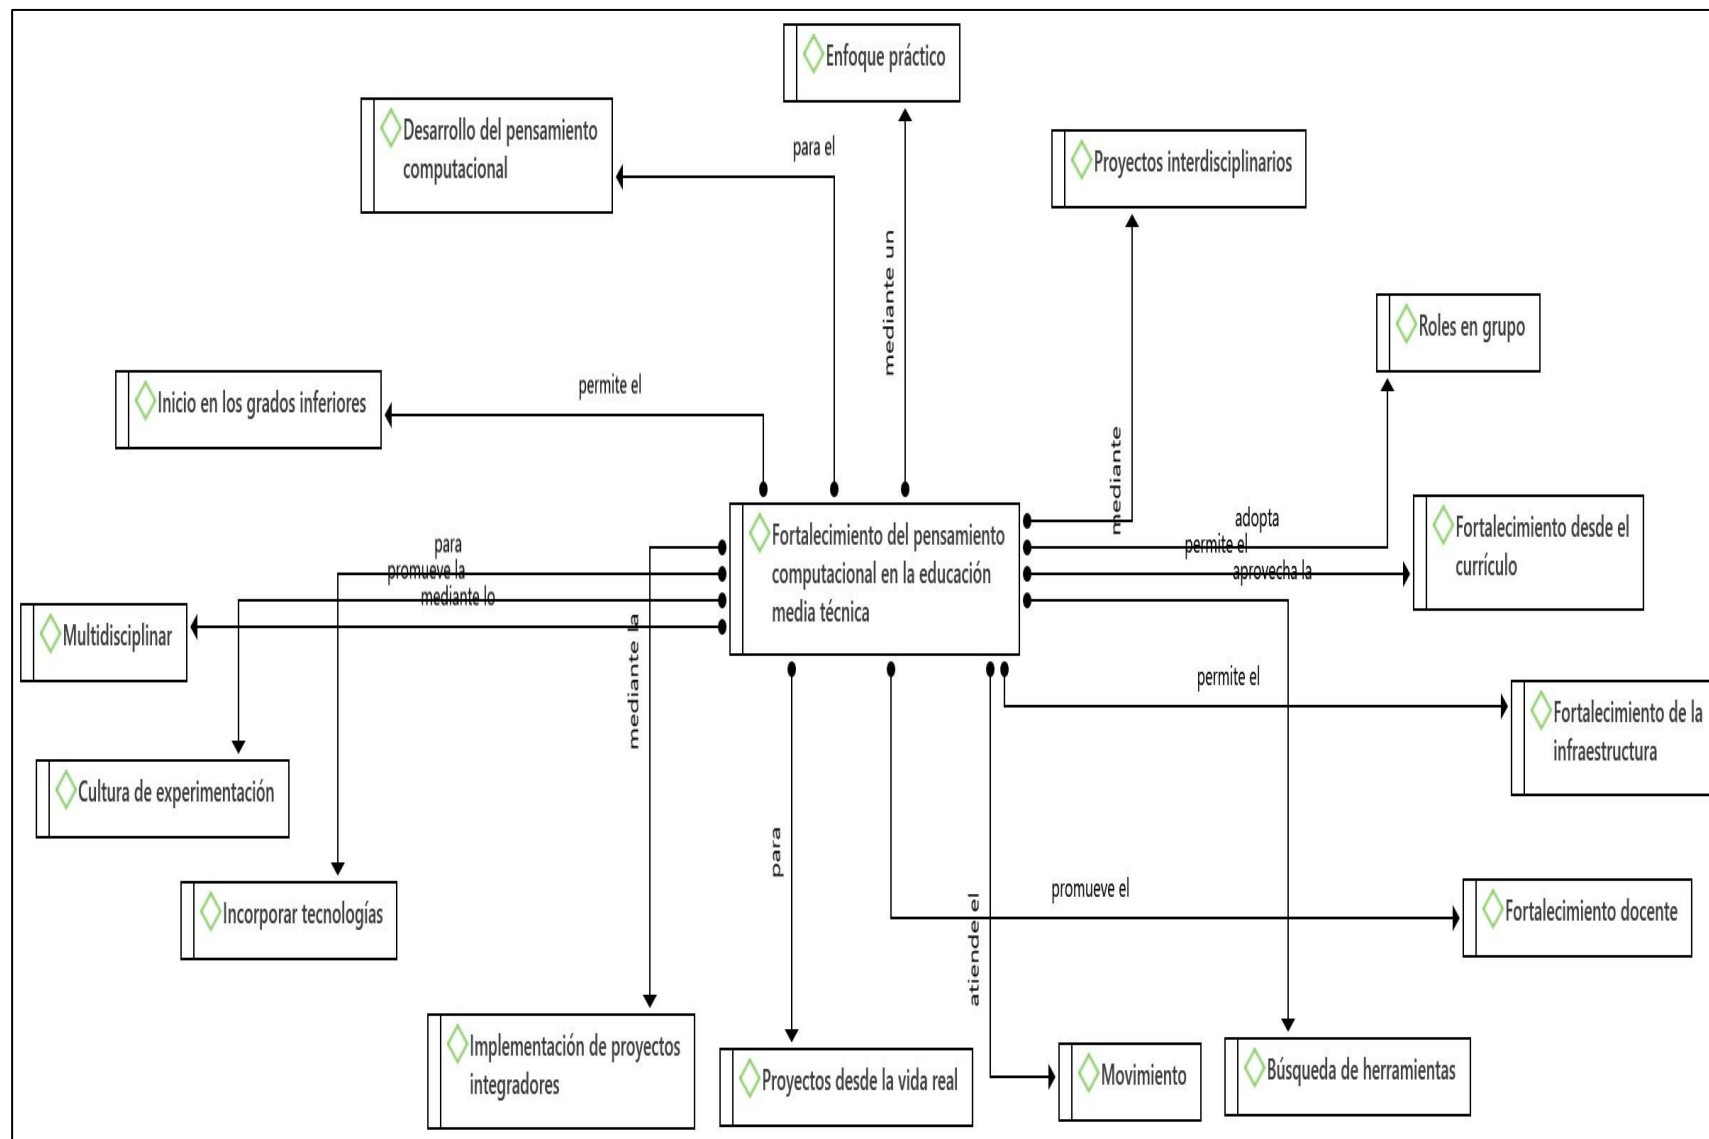 Enfoque práctico
Desarrollo del pensamiento
computacional
para el
Proyectos interdisciplinarios
mediante un
Roles en grupo
Inicio en los grados inferiores
permite el
mediante
Fortalecimiento del pensamiento
computacional en la educación
media técnica
adopta
permite el
aprovecha la
Fortalecimiento desde el
currículo
para
promueve la
mediante lo
Multidisciplinar
mediante la
permite el
Fortalecimiento de la
infraestructura
Cultura de experimentación
Incorporar tecnologías
para
promueve el
atiende el
Fortalecimiento docente
Implementación de proyectos
integradores
Proyectos desde la vida real
Movimiento
Búsqueda de herramientas